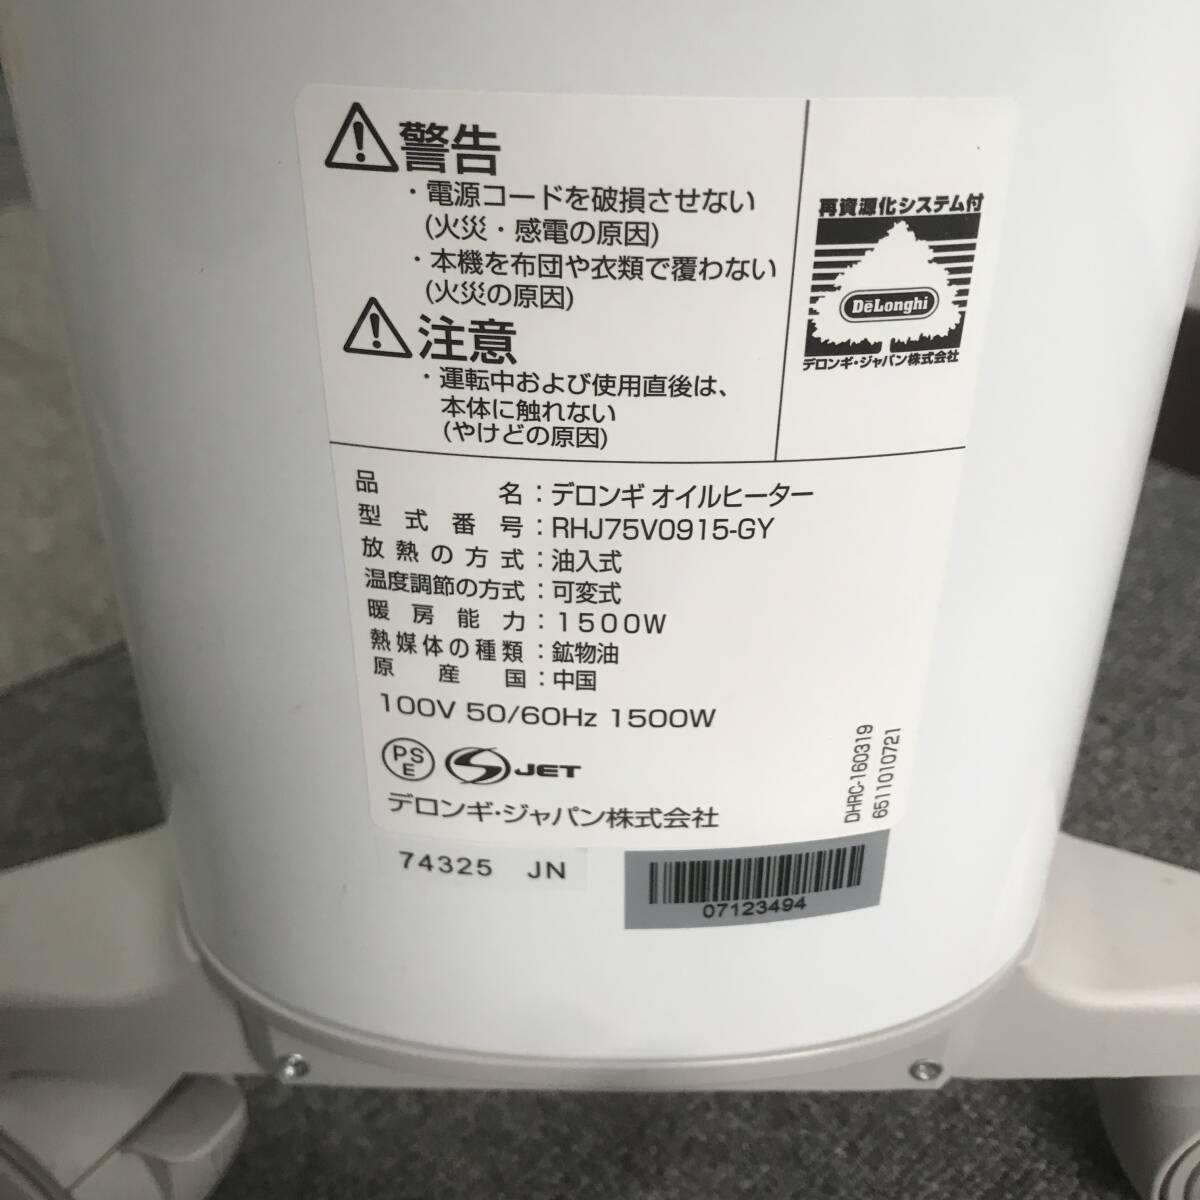 警告
・電源コードを破損させない
(火災・感電の原因)
・本機を布団や衣類で覆わない
(火災の原因)
注意
・運転中および使用直後は、
本体に触れない
(やけどの原因)
再資源化システム付
DeLonghi
デロンギ・ジャパン株式会社
品名：デロンギ オイルヒーター
型式番号：RHJ75V0915-GY
放熱の方式：油入式
温度調節の方式：可変式
暖房能力：1500W
熱媒体の種類：鉱物油
原産国：中国
100V 50/60Hz 1500W
PS
E
JET
デロンギ・ジャパン株式会社
DHRC-160319
6511010721
74325 JN
07123494